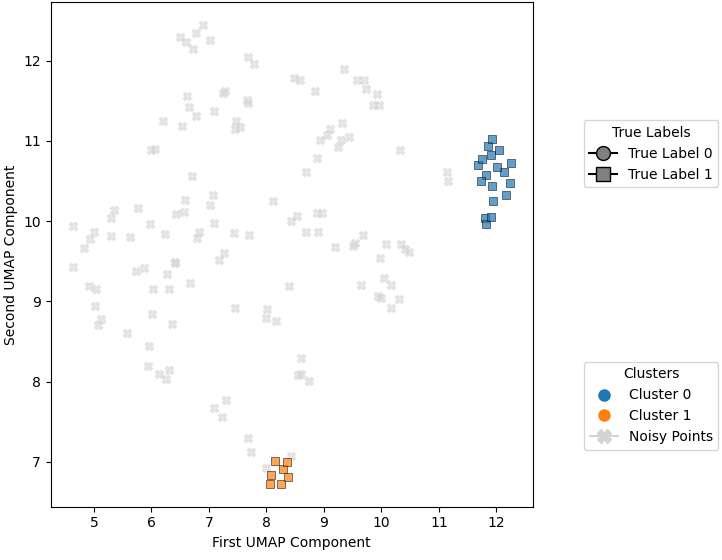 12
11
10
9
8
7
Second UMAP Component
5 6 7 8 9 10 11 12
First UMAP Component
True Labels
True Label 0
True Label 1
Clusters
Cluster 0
Cluster 1
Noisy Points